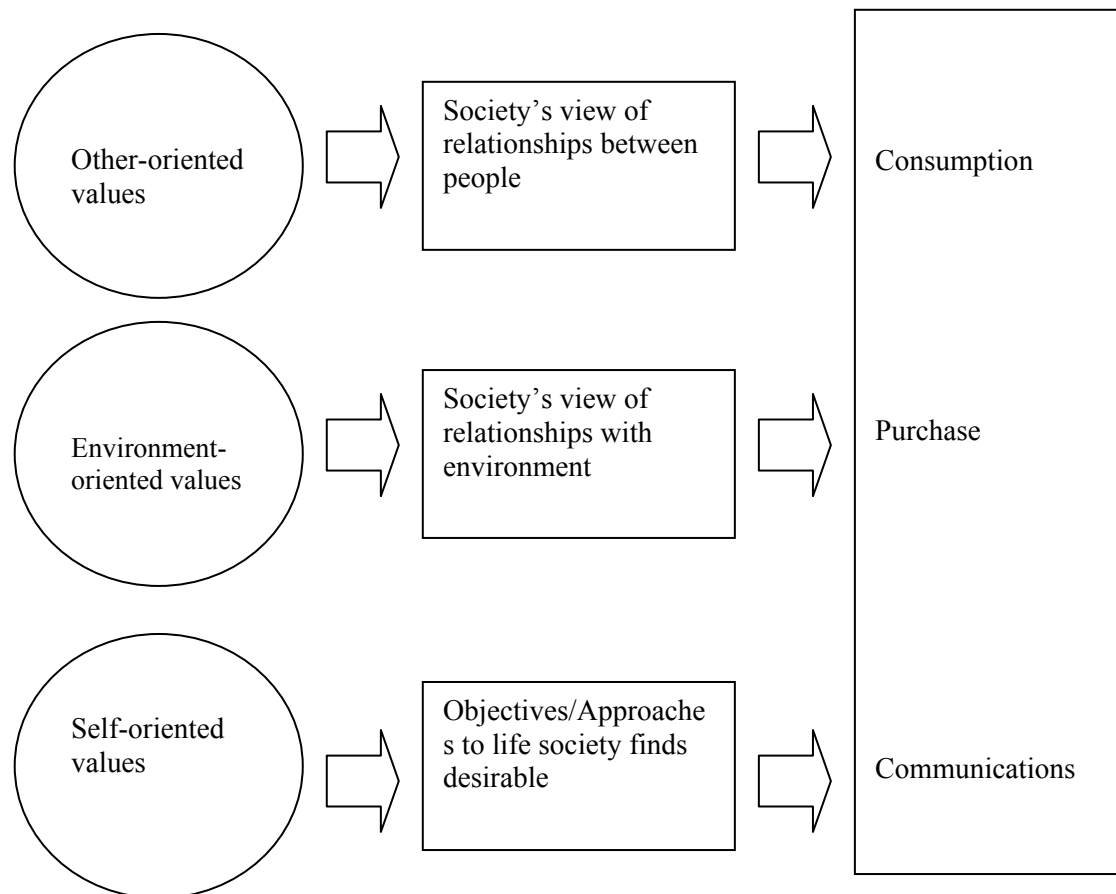 Other-oriented
values
Society’s view of
relationships between
people
Consumption
Environment-
oriented values
Society’s view of
relationships with
environment
Purchase
Self-oriented
values
Objectives/Approache
s to life society finds
desirable
Communications